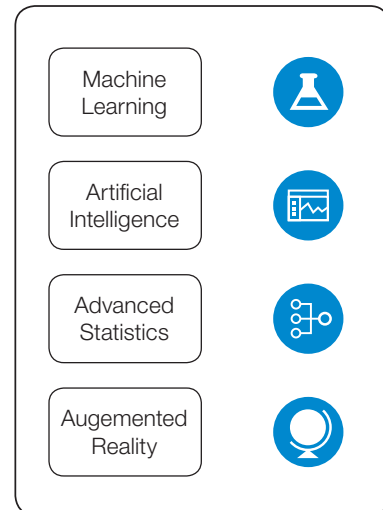 Machine
Learning
Artificial
Intelligence
Advanced
Statistics
Augemented
Reality